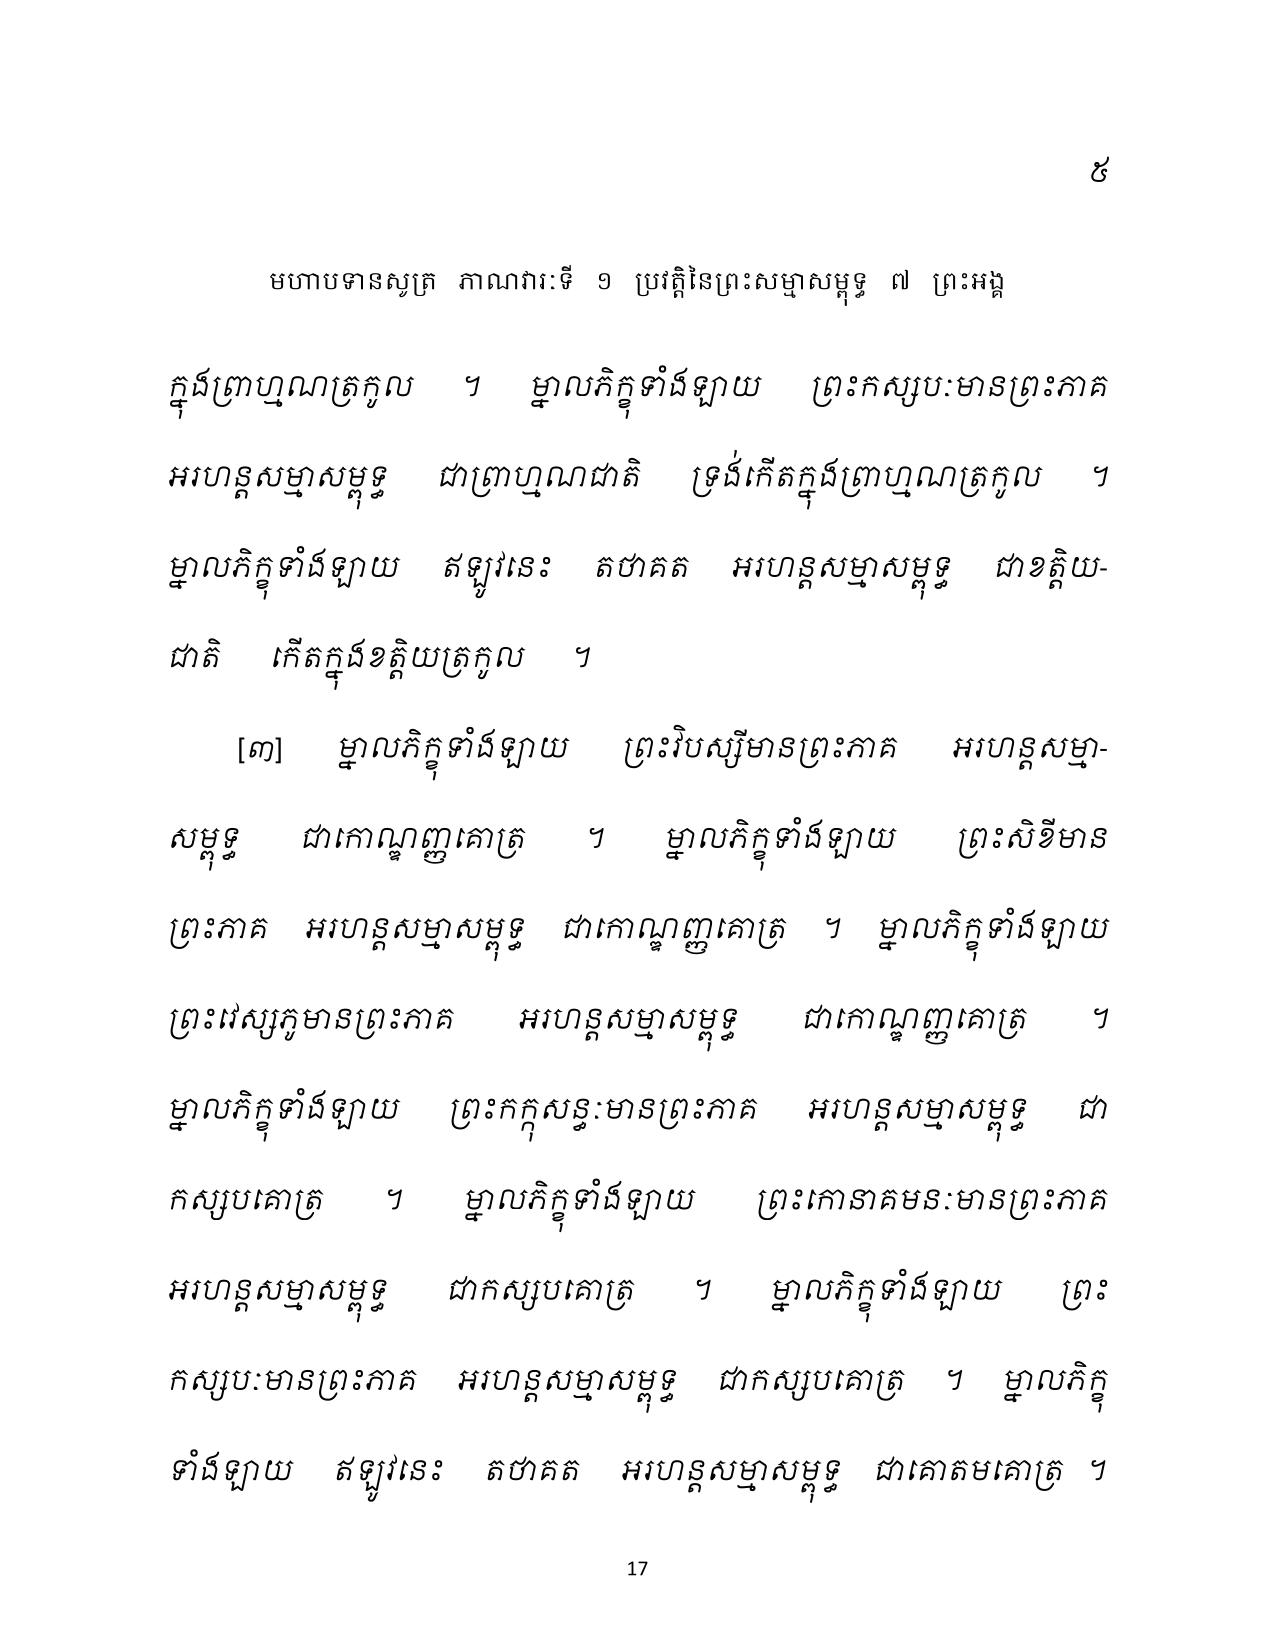 ៥
មហាបទានសូត្រ ភាណវារៈទី ១ ប្រវត្តិនៃព្រះសម្មាសម្ពុទ្ធ ៧ ព្រះអង្គ
ក្នុងព្រាហ្មណត្រកូល ។ ម្នាលភិក្ខុទាំងឡាយ ព្រះកស្សបៈមានព្រះភាគ
អរហន្តសម្មាសម្ពុទ្ធ ជាព្រាហ្មណជាតិ ទ្រង់កើតក្នុងព្រាហ្មណត្រកូល ។
ម្នាលភិក្ខុទាំងឡាយ ឥឡូវនេះ តថាគត អរហន្តសម្មាសម្ពុទ្ធ ជាខត្តិយ-
ជាតិ កើតក្នុងខត្តិយត្រកូល ។
[៣] ម្នាលភិក្ខុទាំងឡាយ ព្រះវិបស្សីមានព្រះភាគ អរហន្តសម្មា-
សម្ពុទ្ធ ជាកោណ្ឌញ្ញគោត្រ ។ ម្នាលភិក្ខុទាំងឡាយ ព្រះសិខីមាន
ព្រះភាគ អរហន្តសម្មាសម្ពុទ្ធ ជាកោណ្ឌញ្ញគោត្រ ។ ម្នាលភិក្ខុទាំងឡាយ
ព្រះវេស្សភូមានព្រះភាគ អរហន្តសម្មាសម្ពុទ្ធ ជាកោណ្ឌញ្ញគោត្រ ។
ម្នាលភិក្ខុទាំងឡាយ ព្រះកក្កុសន្ធៈមានព្រះភាគ អរហន្តសម្មាសម្ពុទ្ធ ជា
កស្សបគោត្រ ។ ម្នាលភិក្ខុទាំងឡាយ ព្រះកោនាគមនៈមានព្រះភាគ
អរហន្តសម្មាសម្ពុទ្ធ ជាកស្សបគោត្រ ។ ម្នាលភិក្ខុទាំងឡាយ ព្រះ
កស្សបៈមានព្រះភាគ អរហន្តសម្មាសម្ពុទ្ធ ជាកស្សបគោត្រ ។ ម្នាលភិក្ខុ
ទាំងឡាយ ឥឡូវនេះ តថាគត អរហន្តសម្មាសម្ពុទ្ធ ជាគោតមគោត្រ ។
17